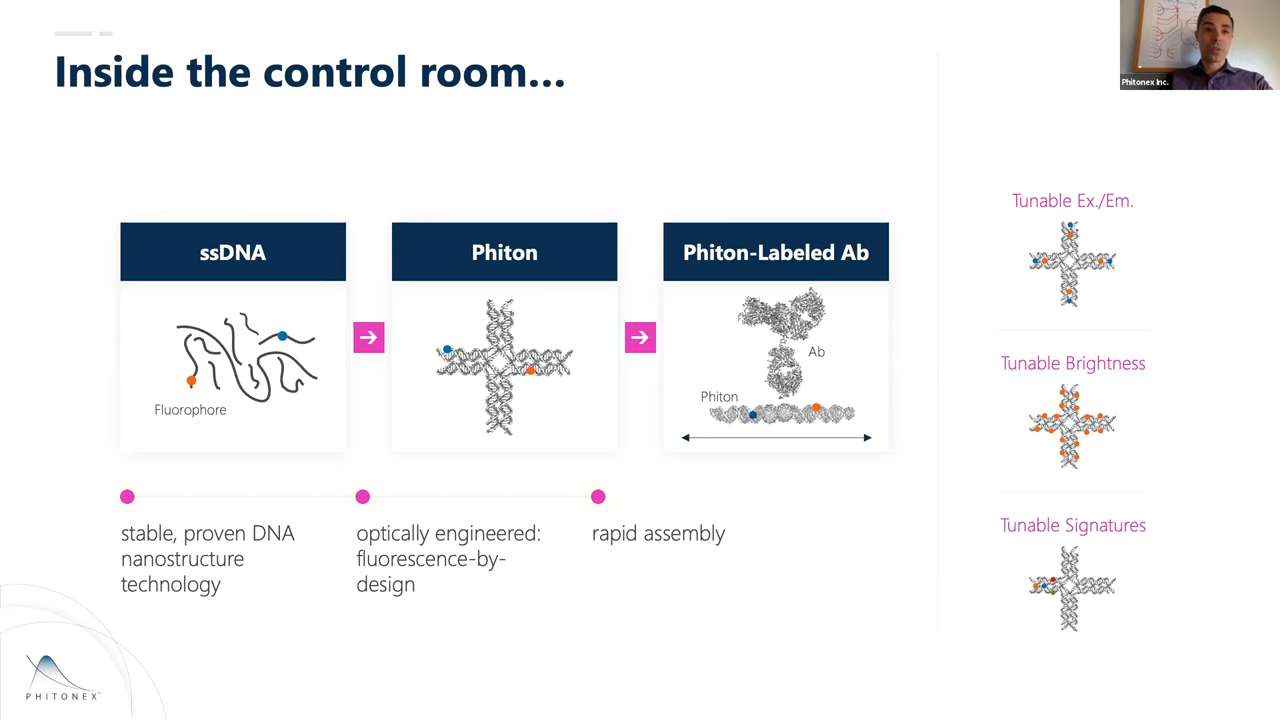 Inside the control room...
Phitonex Inc.
ssDNA
Fluorophore
Phiton
Phiton-Labeled Ab
Ab
Phiton
stable, proven DNA
nanostructure
technology
optically engineered:
fluorescence-by-
design
rapid assembly
Tunable Ex./Em.
Tunable Brightness
Tunable Signatures
PHITONEX